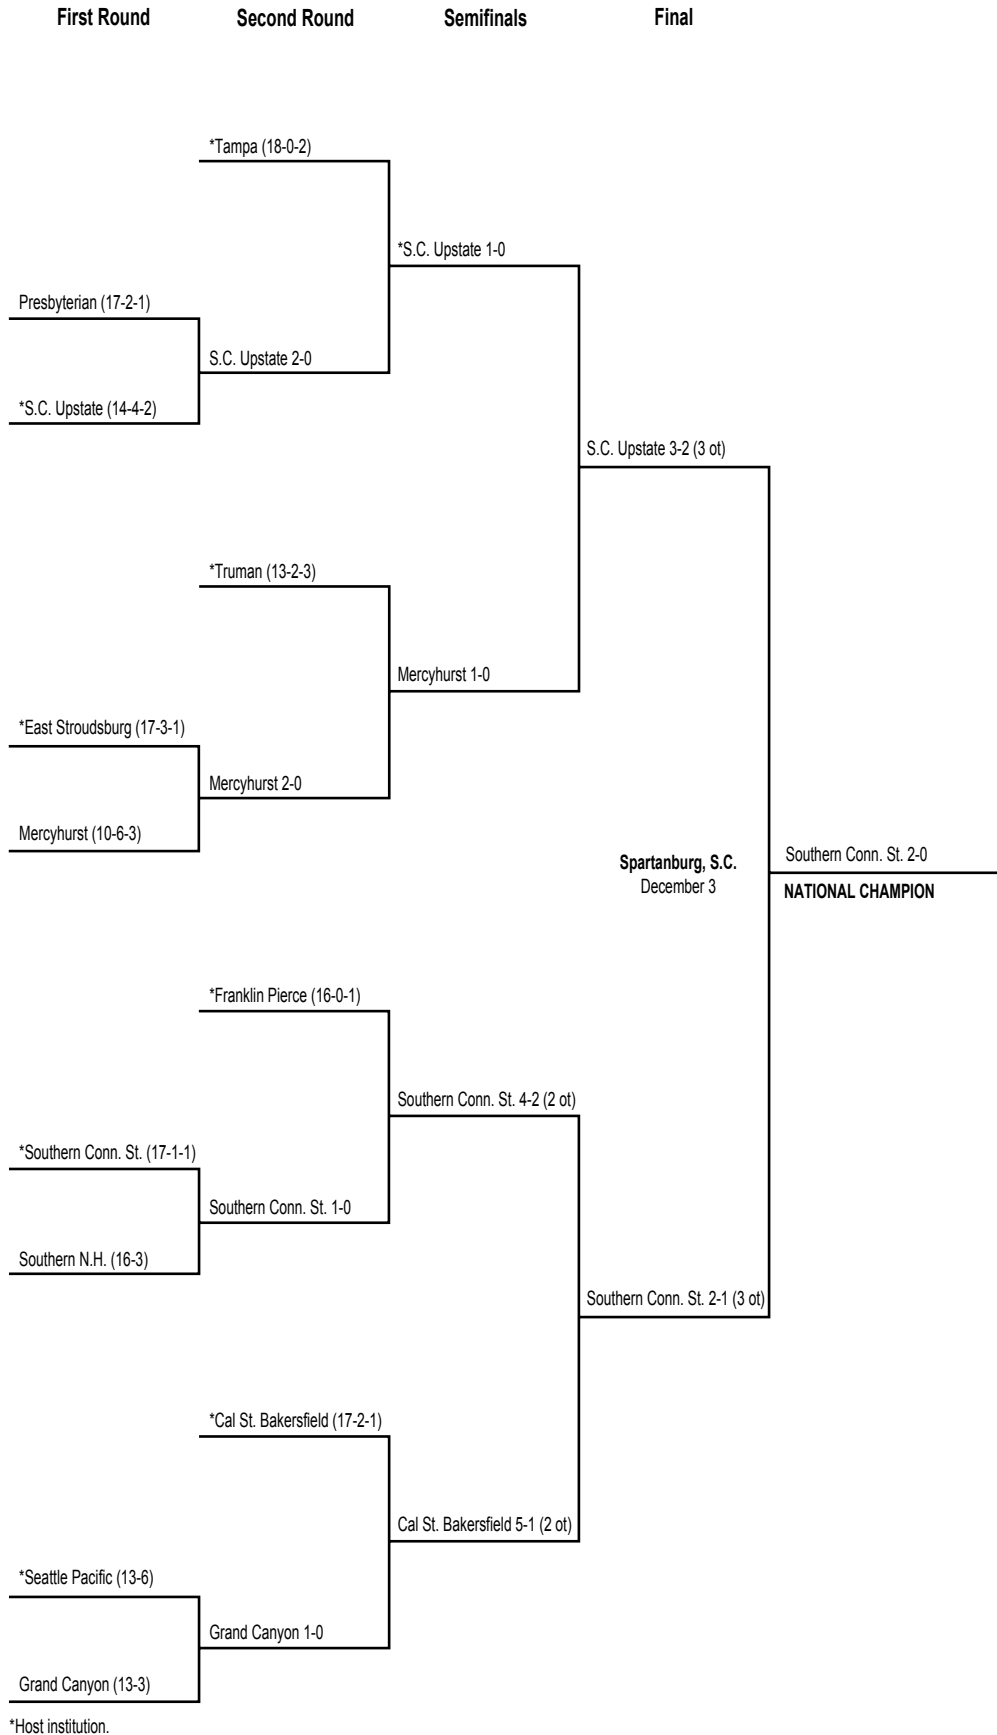 First Round Second Round Semifinals Final
*Tampa (18-0-2)
*S.C. Upstate 1-0
Presbyterian (17-2-1)
S.C. Upstate 2-0
*S.C. Upstate (14-4-2)
S.C. Upstate 3-2 (3 ot)
*Truman (13-2-3)
Mercyhurst 1-0
*East Stroudsburg (17-3-1)
Mercyhurst 2-0
Mercyhurst (10-6-3)
Spartanburg, S.C.
December 3
Southern Conn. St. 2-0
NATIONAL CHAMPION
*Franklin Pierce (16-0-1)
Southern Conn. St. 4-2 (2 ot)
*Southern Conn. St. (17-1-1)
Southern Conn. St. 1-0
Southern N.H. (16-3)
Southern Conn. St. 2-1 (3 ot)
*Cal St. Bakersfield (17-2-1)
Cal St. Bakersfield 5-1 (2 ot)
*Seattle Pacific (13-6)
Grand Canyon 1-0
Grand Canyon (13-3)
*Host institution.